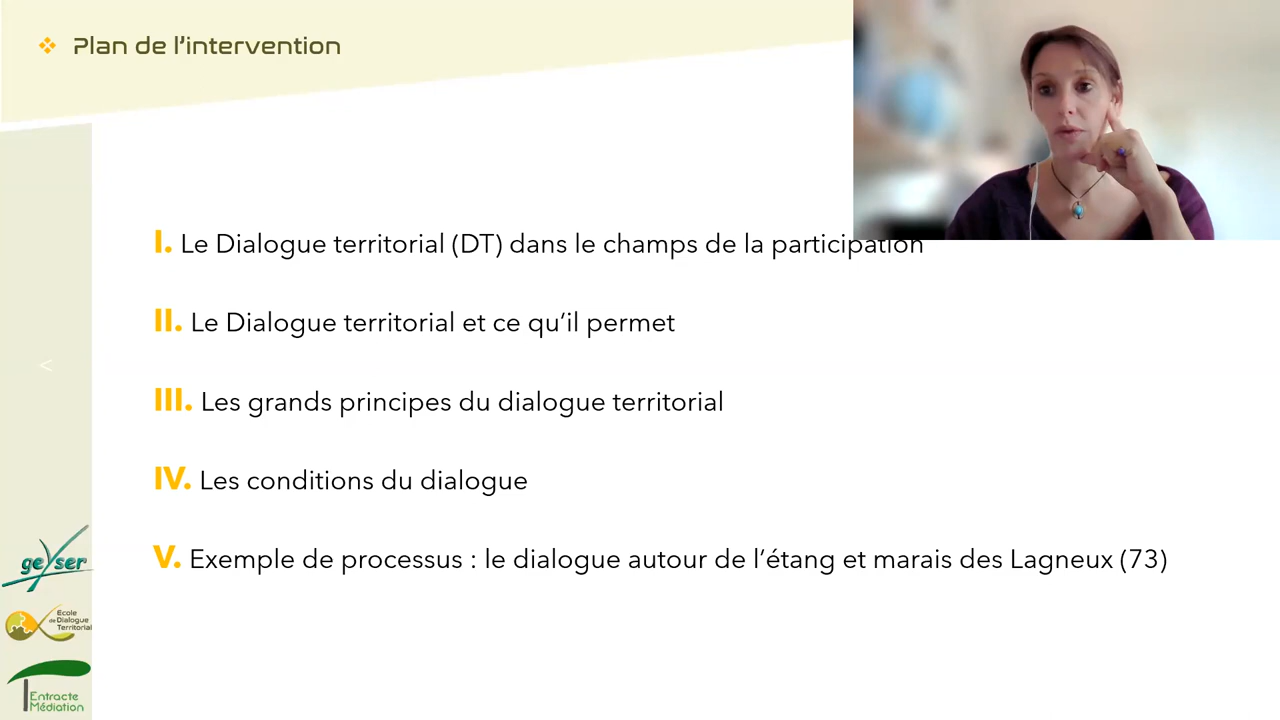 Plan de l'intervention
I. Le Dialogue territorial (DT) dans le champs de la participation
II. Le Dialogue territorial et ce qu'il permet
III. Les grands principes du dialogue territorial
<
IV. Les conditions du dialogue
V. Exemple de processus : le dialogue autour de l'étang et marais des Lagneux (73)
geyser
Ecole
de Dialogue
Territorial
Entracte
Médiation